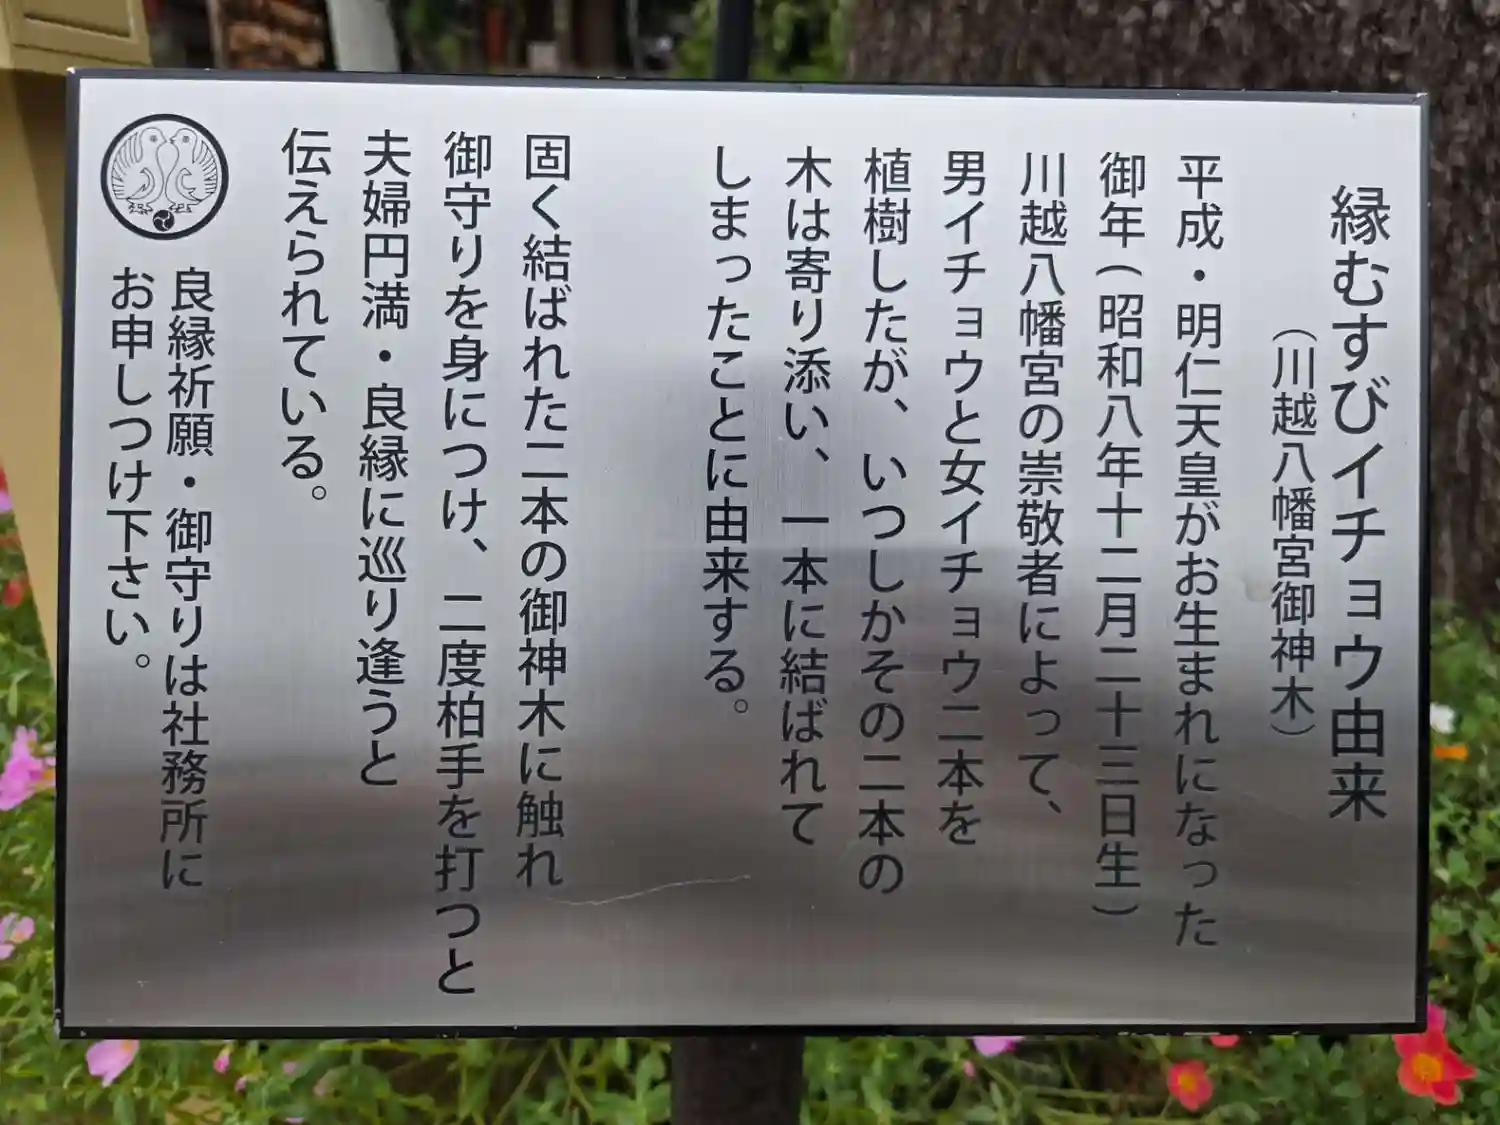 縁むすびイチョウ由来
（川越八幡宮御神木）
平成・明仁天皇がお生まれになった
御年（昭和八年十二月二十三日生）
川越八幡宮の崇敬者によって、
男イチョウと女イチョウ二本を
植樹したが、いつしかその二本の
木は寄り添い、一本に結ばれて
しまったことに由来する。
固く結ばれた二本の御神木に触れ
御守りを身につけ、二度柏手を打つと
夫婦円満・良縁に巡り逢うと
伝えられている。
良縁祈願・御守りは社務所に
お申しつけ下さい。